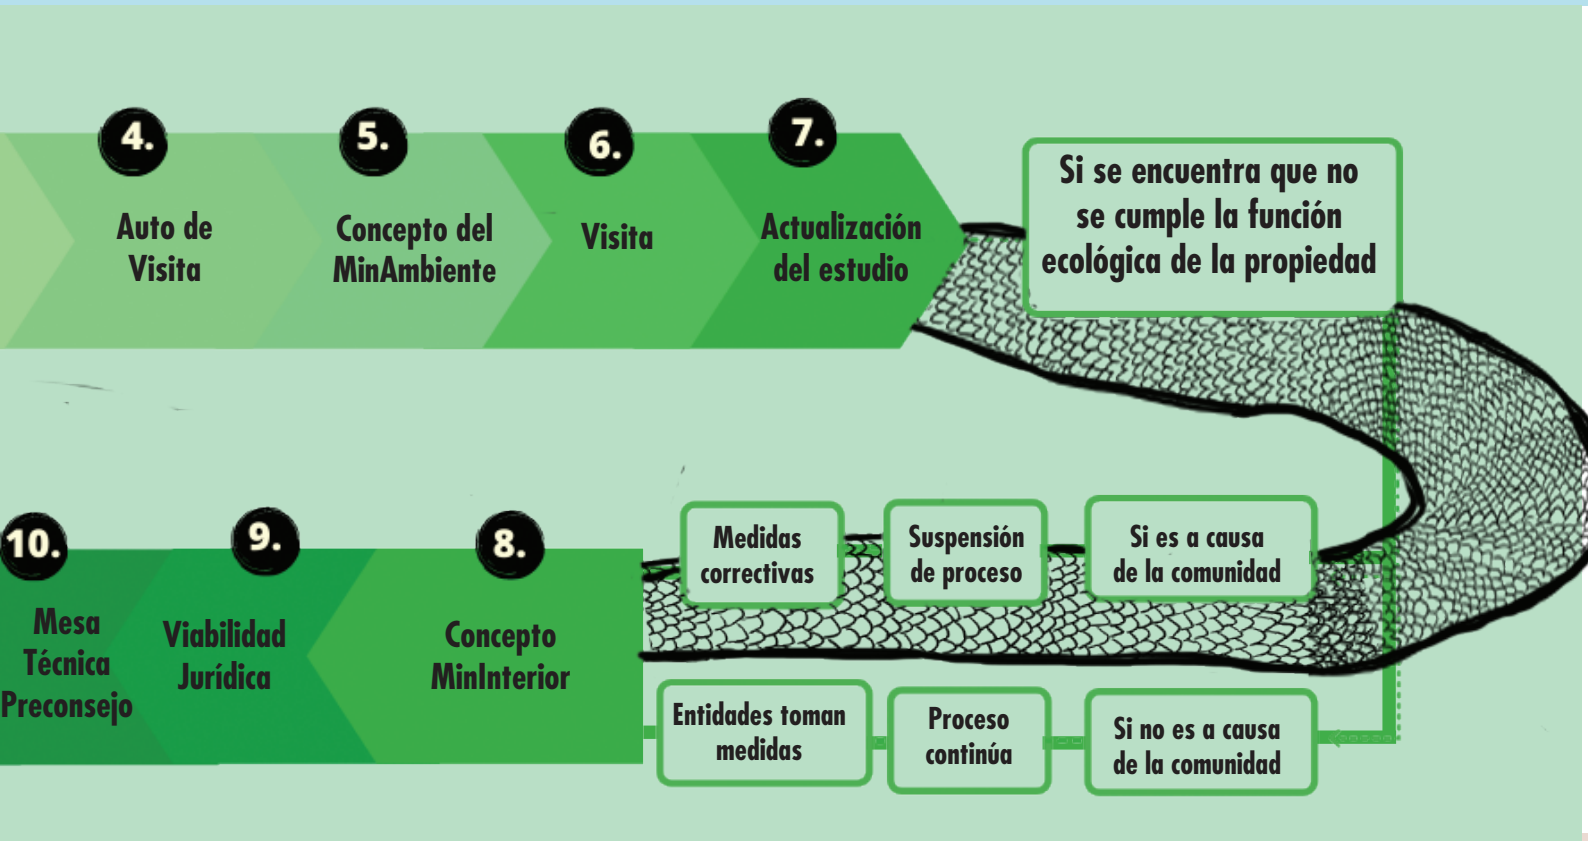 4.
Auto de
Visita
5.
Concepto del
MinAmbiente
6.
Visita
7.
Actualización
del estudio
Si se encuentra que no
se cumple la función
ecológica de la propiedad
Si es a causa
de la comunidad
Suspensión
de proceso
Medidas
correctivas
Si no es a causa
de la comunidad
Proceso
continúa
Entidades toman
medidas
8.
Concepto
MinInterior
9.
Viabilidad
Jurídica
10.
Mesa
Técnica
Preconsejo